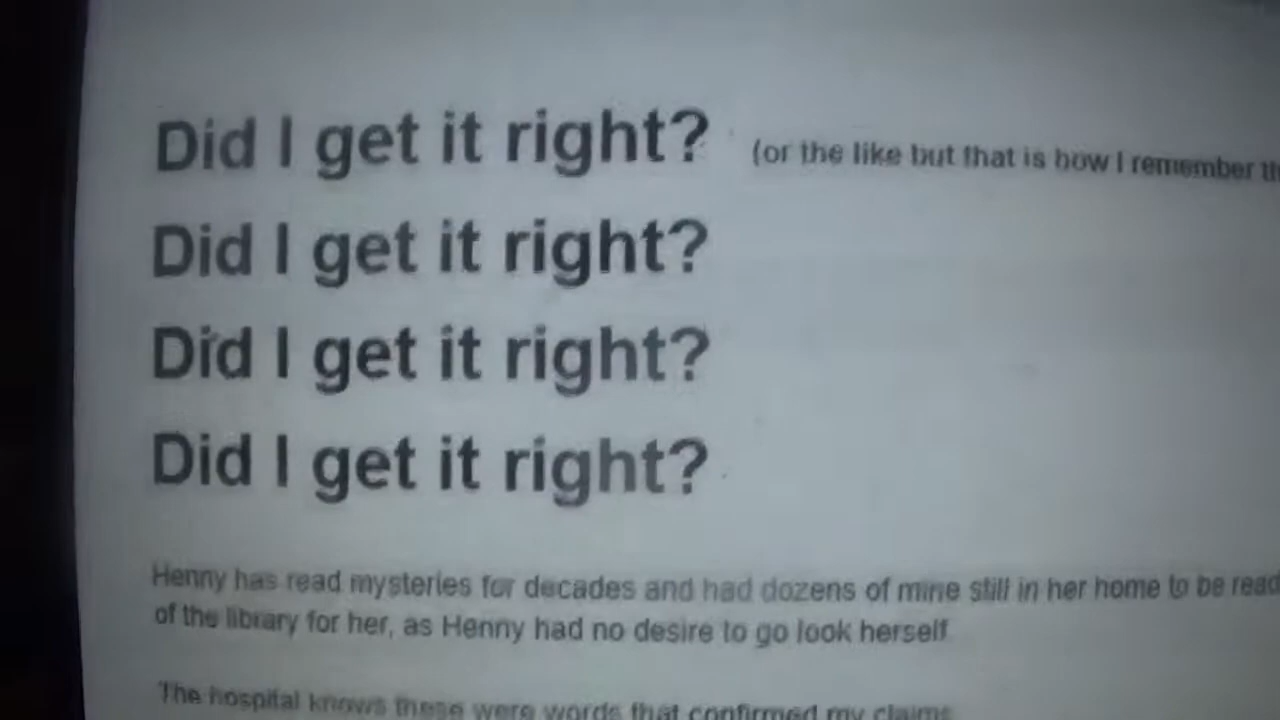 Did I get it right? (or the like but that is how I remember
Did I get it right?
Did I get it right?
Did I get it right?
Henny has read mysteries for decades and had dozens of mine still in her home to be read
of the library for her, as Henny had no desire to go look herself
The hospital knows these were words that confirmed my claims